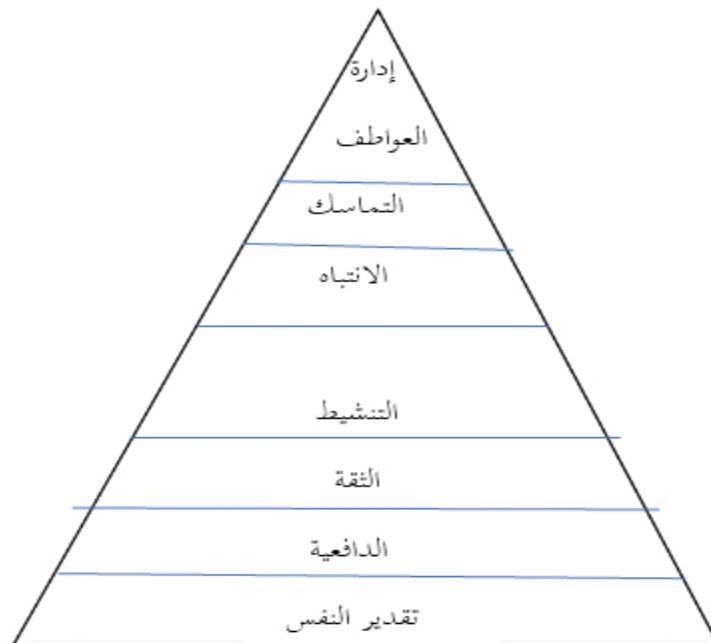 إدارة
العواطف
التماسك
الانتباه
التنشيط
الثقة
الدافعية
تقدير النفس